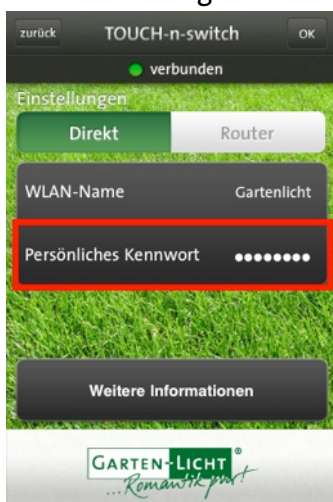 zurück TOUCH-n-switch OK
verbunden
Einstellungen
Direkt Router
WLAN-Name Gartenlicht
Persönliches Kennwort ●●●●●●●●
Weitere Informationen
GARTEN-LICHT®
...Romantik pur!